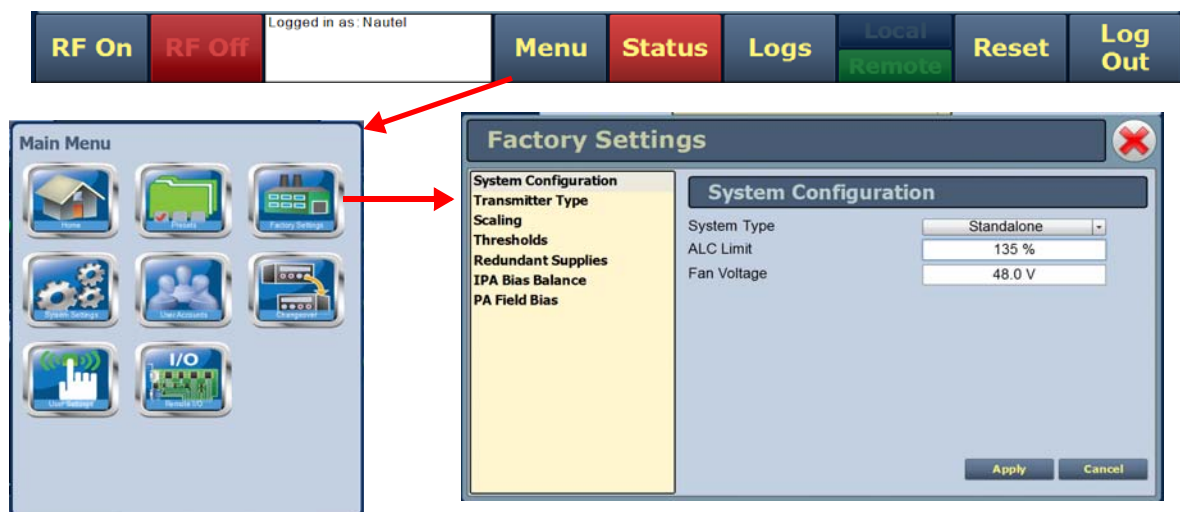 RF On
RF Off
Logged in as: Nautel
Menu
Status
Logs
Local
Remote
Reset
Log
Out
Main Menu
Home
Presets
Factory Settings
System Settings
User Accounts
Changeover
User Settings
I/O
Remote I/O
Factory Settings
System Configuration
Transmitter Type
Scaling
Thresholds
Redundant Supplies
IPA Bias Balance
PA Field Bias
System Configuration
System Type
Standalone
ALC Limit
135 %
Fan Voltage
48.0 V
Apply
Cancel